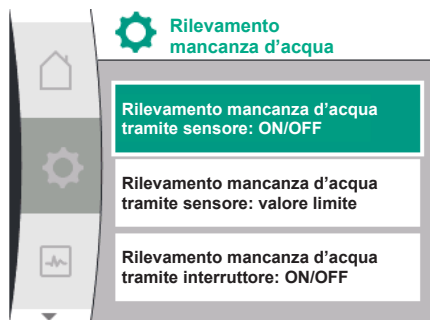 Rilevamento
mancanza d'acqua
Rilevamento mancanza d'acqua
tramite sensore: ON/OFF
Rilevamento mancanza d'acqua
tramite sensore: valore limite
Rilevamento mancanza d'acqua
tramite interruttore: ON/OFF